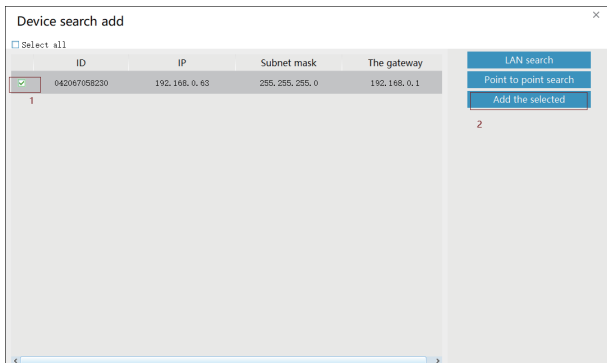 Device search add
Select all
ID IP Subnet mask The gateway
042067058230 192.168.0.63 255.255.255.0 192.168.0.1
1
LAN search
Point to point search
Add the selected
2